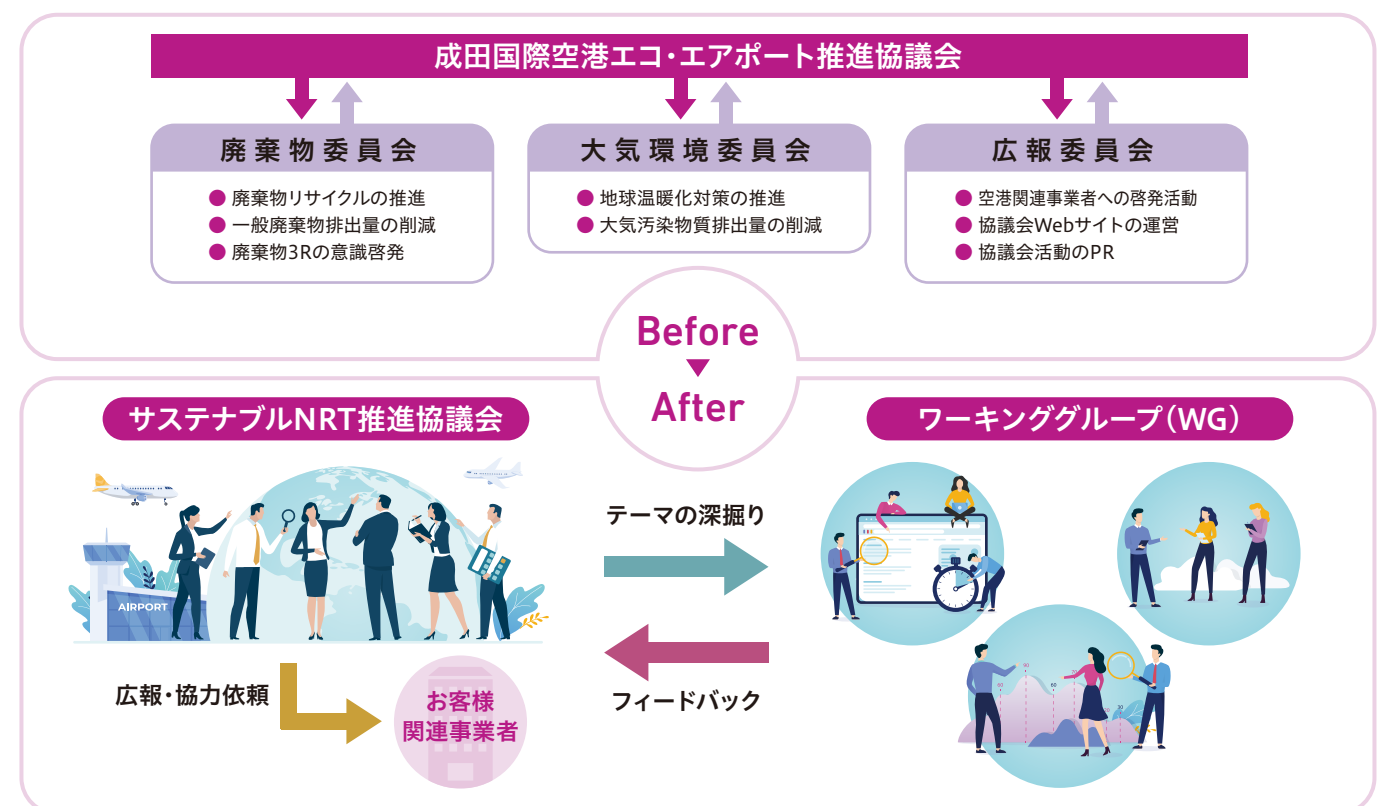 成田国際空港エコ・エアポート推進協議会
廃棄物委員会
● 廃棄物リサイクルの推進
● 一般廃棄物排出量の削減
● 廃棄物3Rの意識啓発
大気環境委員会
● 地球温暖化対策の推進
● 大気汚染物質排出量の削減
広報委員会
● 空港関連事業者への啓発活動
● 協議会Webサイトの運営
● 協議会活動のPR
Before
After
サステナブルNRT推進協議会
AIRPORT
テーマの深掘り
フィードバック
広報・協力依頼
お客様
関連事業者
ワーキンググループ(WG)